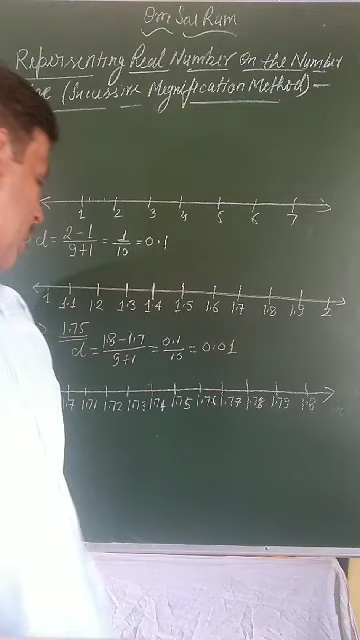 Om Sai Ram
Repersenting Real Number On the Number
(Sucussive Megnification Method) -
1 2 3 4 5 6 7
d = 2-1/9+1 = 1/10 = 0.1
1 1.1 1.2 1.3 1.4 1.5 1.6 1.7 1.8 1.9 2
1.75
d = 1.8-1.7/9+1 = 0.1/10 = 0.01
1.7 1.71 1.72 1.73 1.74 1.75 1.76 1.77 1.78 1.79 1.8